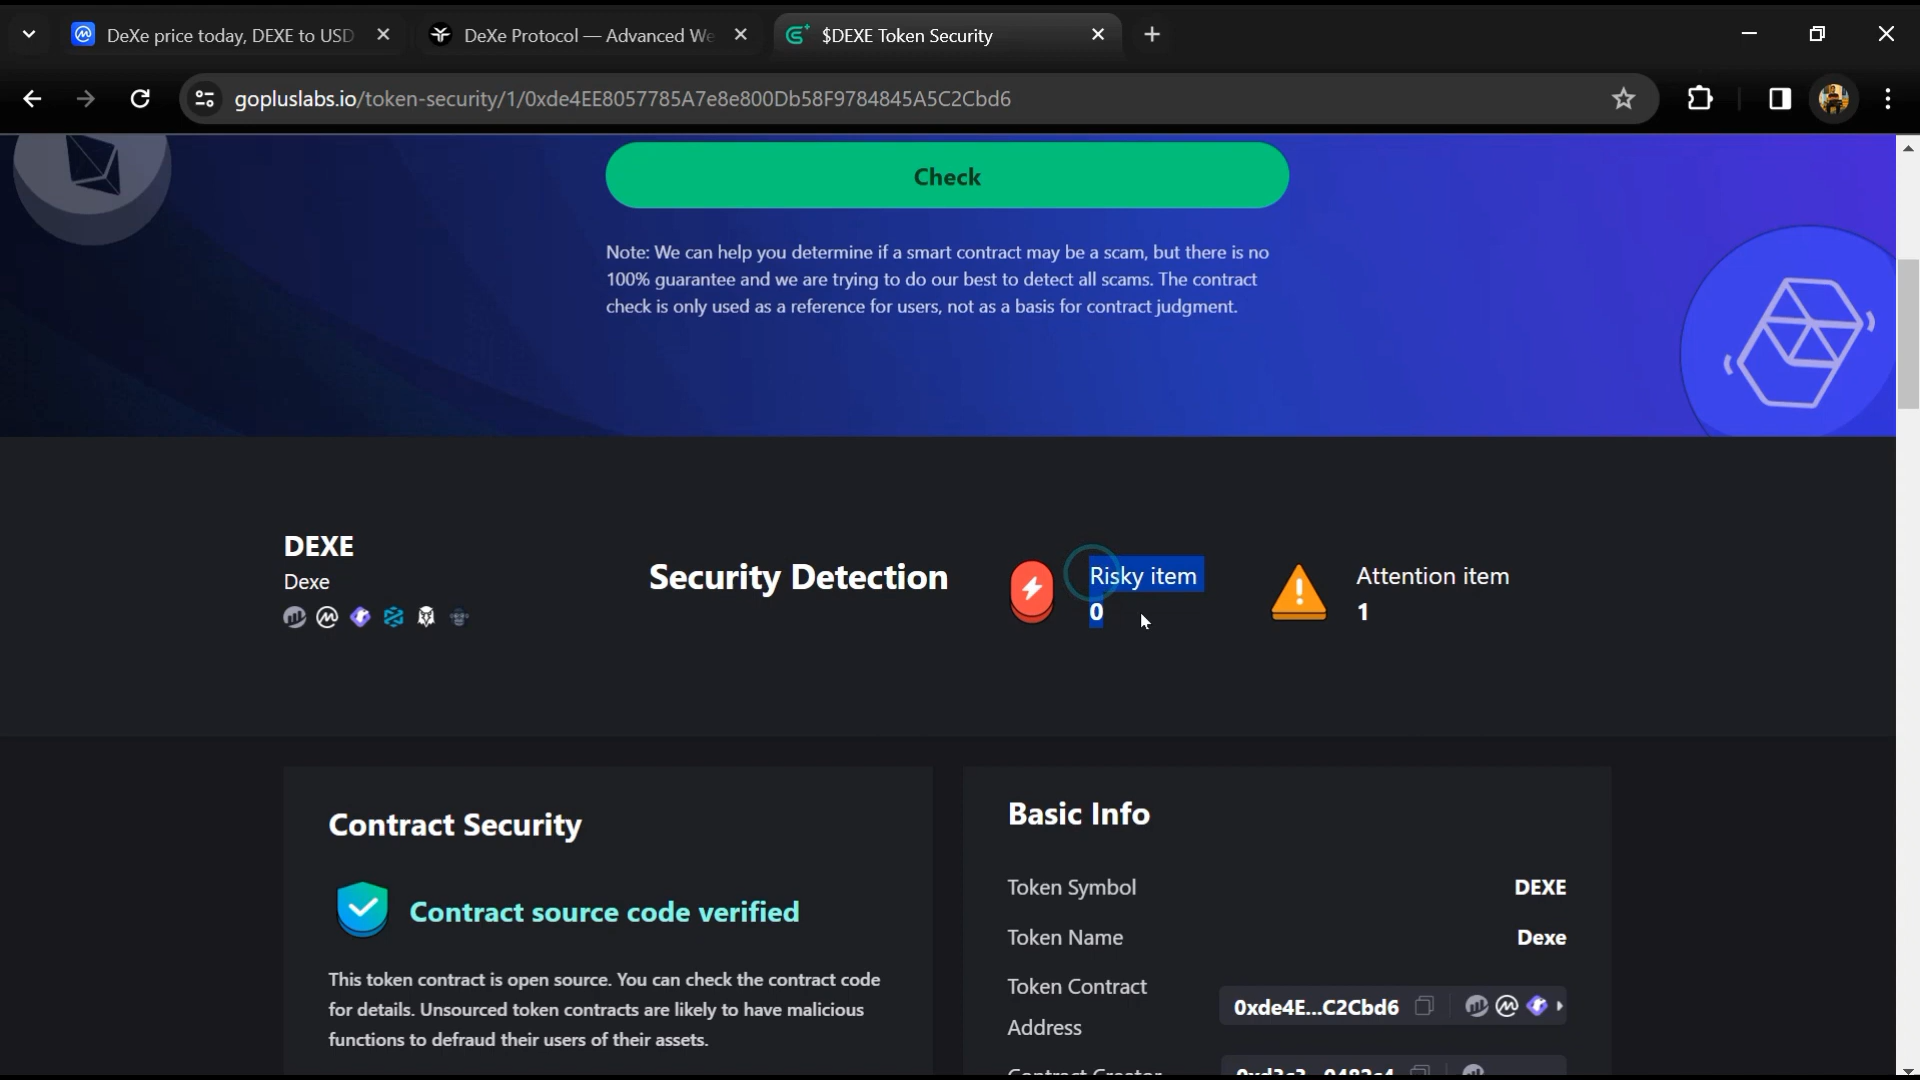 DeXe price today, DEXE to USD
DeXe Protocol — Advanced We
$DEXE Token Security
gopluslabs.io/token-security/1/0xde4EE8057785A7e8e800Db58F9784845A5C2Cbd6
Check
Note: We can help you determine if a smart contract may be a scam, but there is no
100% guarantee and we are trying to do our best to detect all scams. The contract
check is only used as a reference for users, not as a basis for contract judgment.
DEXE
Dexe
Security Detection
Risky item
0
Attention item
1
Contract Security
Contract source code verified
This token contract is open source. You can check the contract code
for details. Unsourced token contracts are likely to have malicious
functions to defraud their users of their assets.
Basic Info
Token Symbol
DEXE
Token Name
Dexe
Token Contract
Address
0xde4E...C2Cbd6
Contract Creator